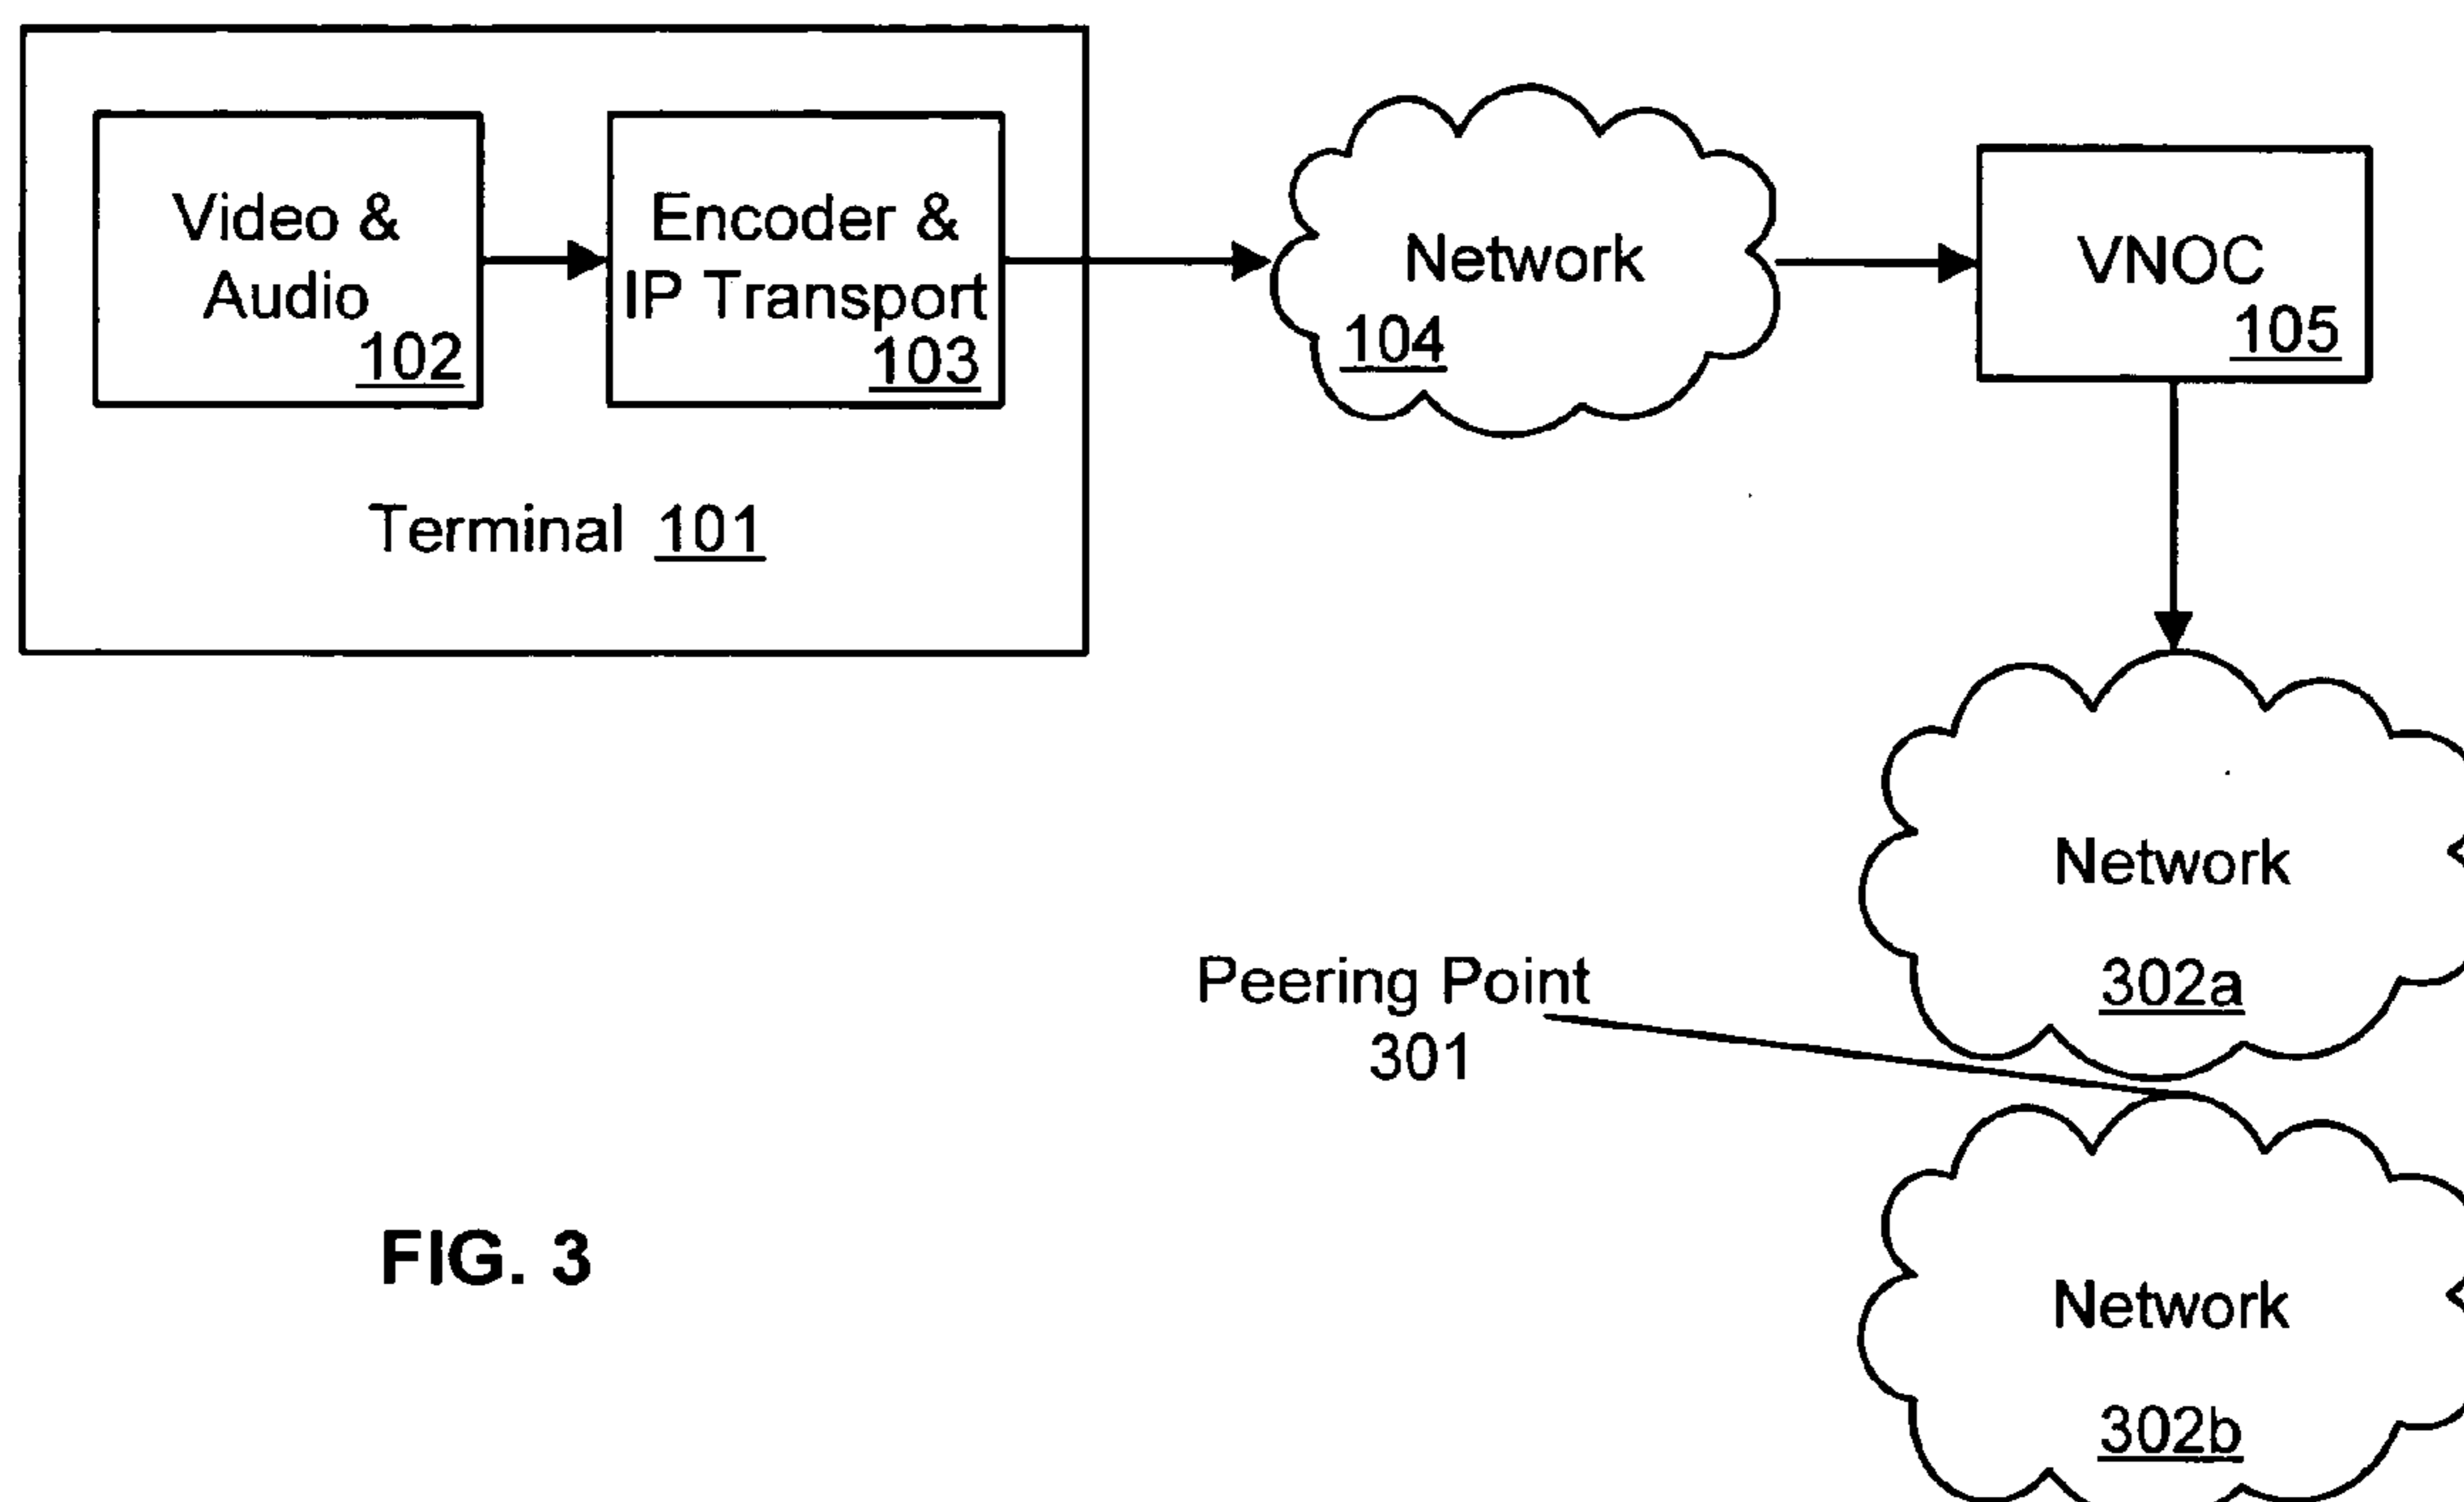 Video &
Audio
102
Encoder &
IP Transport
103
Terminal 101
Network
104
VNOC
105
Network
302a
Peering Point
301
Network
302b
FIG. 3